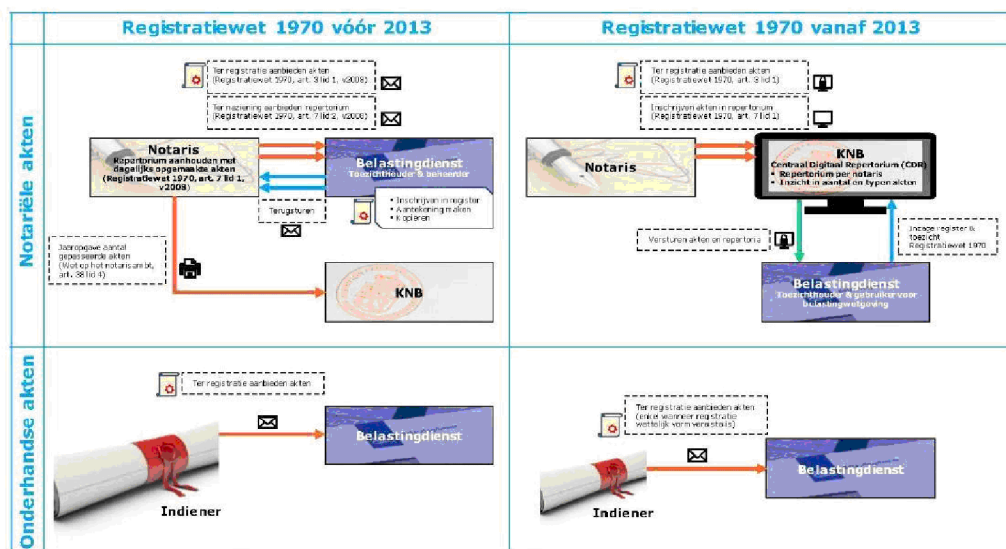 Registratiewet 1970 vóór 2013
Registratiewet 1970 vanaf 2013
Notariële akten
Ter registratie aanbieden akten
(Registratiewet 1970, art. 3 lid 1, v2008)
Ter naziening aanbieden repertorium
(Registratiewet 1970, art. 7 lid 2, v2008)
Notaris
Repertorium aanhouden met
dagelijks opgemaakte akten
(Registratiewet 1970, art. 7 lid 1,
v2008)
Belastingdienst
Toezichthouder & beheerder
• Inschrijven in register
• Aantekening maken
• Kopiëren
Terugsturen
Jaaropgave aantal
gepasseerde akten
(Wet op het notarisambt,
art. 38 lid 4)
KNB
Ter registratie aanbieden akten
(Registratiewet 1970, art. 3 lid 1)
Inschrijven akten in repertorium
(Registratiewet 1970, art. 7 lid 1)
Notaris
KNB
Centraal Digitaal Repertorium (CDR)
• Repertorium per notaris
• Inzicht in aantal en typen akten
Versturen akten en repertoria
Inzage register &
toezicht
Registratiewet 1970
Belastingdienst
Toezichthouder & gebruiker voor
belastingwetgeving
Onderhandse akten
Ter registratie aanbieden akten
Belastingdienst
Indiener
Ter registratie aanbieden akten
(enkel wanneer registratie
wettelijk vormvereiste is)
Belastingdienst
Indiener